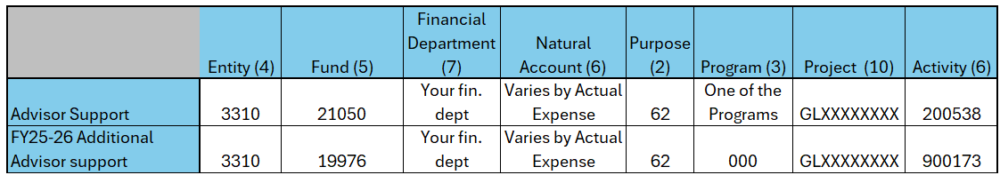 Financial
Department Natural Purpose
Entity (4) Fund (5) (7) Account (6) (2) Program (3) Project (10) Activity (6)
Your fin. Varies by Actual One of the
Advisor Support 3310 21050 dept Expense 62 Programs GLXXXXXXXX 200538
FY25-26 Additional Your fin. Varies by Actual
Advisor support 3310 19976 dept Expense 62 000 GLXXXXXXXX 900173